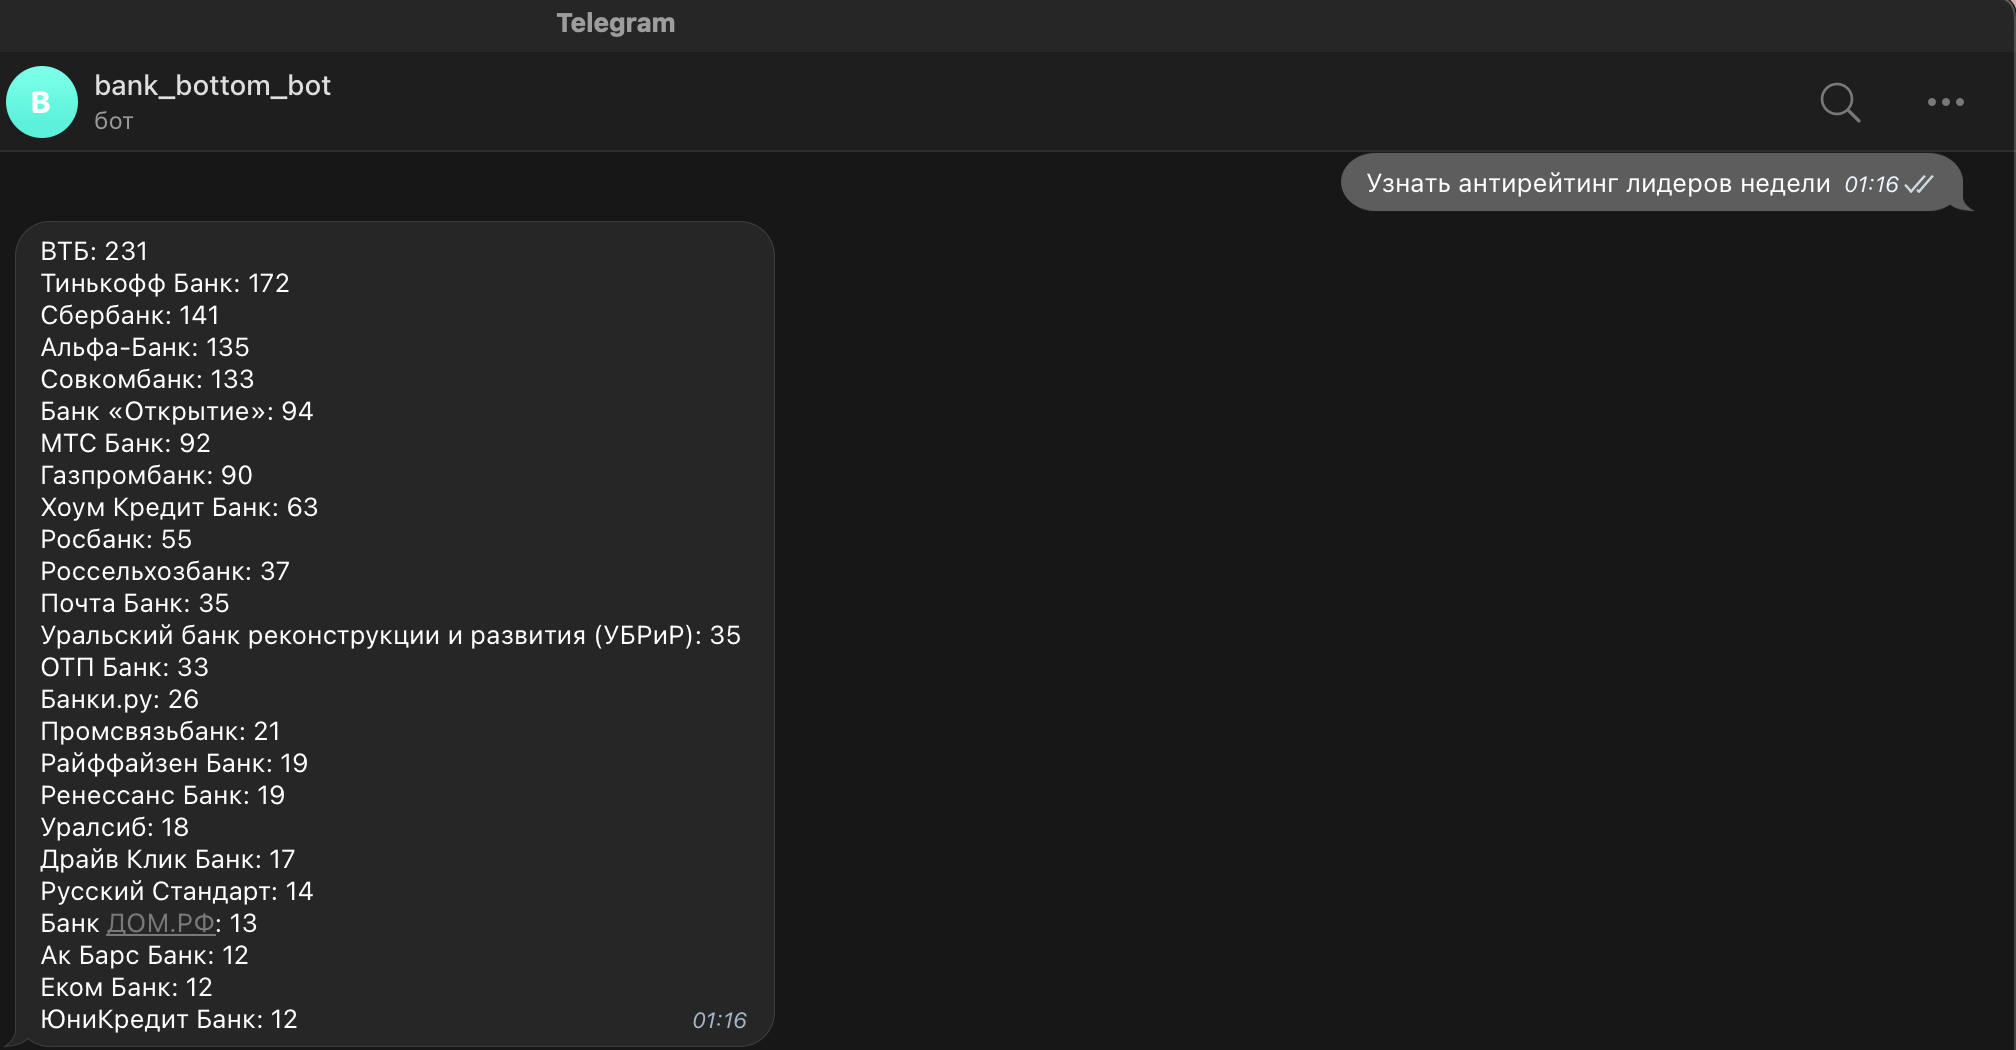 Telegram
B
bank_bottom_bot
бот
Узнать антирейтинг лидеров недели 01:16
ВТБ: 231
Тинькофф Банк: 172
Сбербанк: 141
Альфа-Банк: 135
Совкомбанк: 133
Банк «Открытие»: 94
МТС Банк: 92
Газпромбанк: 90
Хоум Кредит Банк: 63
Росбанк: 55
Россельхозбанк: 37
Почта Банк: 35
Уральский банк реконструкции и развития (УБРиР): 35
ОТП Банк: 33
Банки.ру: 26
Промсвязьбанк: 21
Райффайзен Банк: 19
Ренессанс Банк: 19
Уралсиб: 18
Драйв Клик Банк: 17
Русский Стандарт: 14
Банк ДОМ.РФ: 13
Ак Барс Банк: 12
Еком Банк: 12
ЮниКредит Банк: 12
01:16